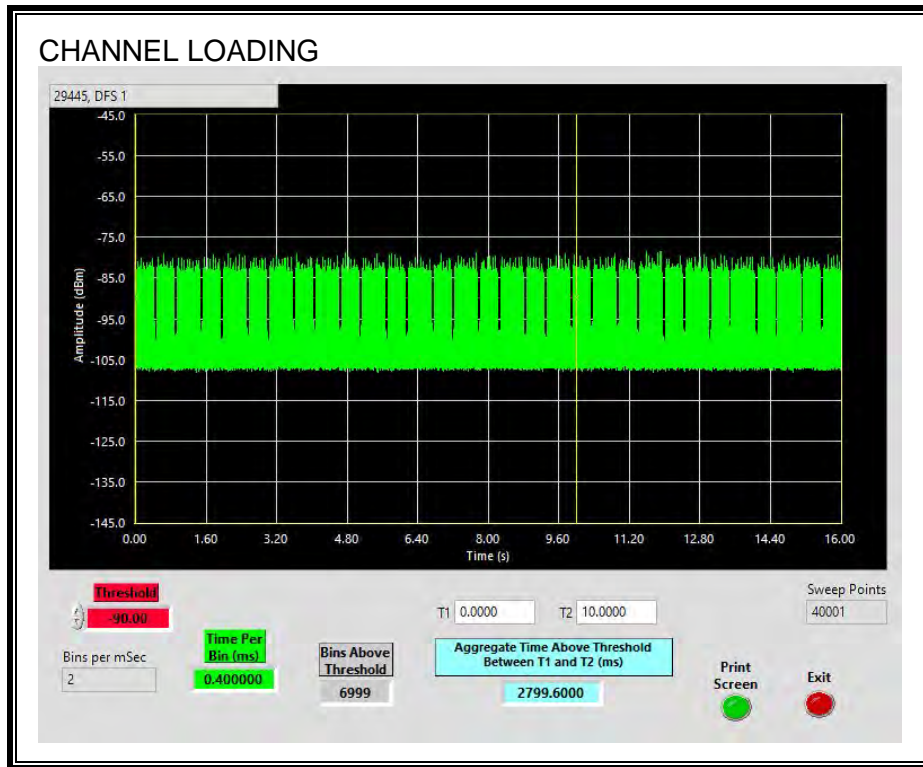 CHANNEL LOADING
29445, DFS 1
-45.0
-55.0
-65.0
-75.0
-85.0
-95.0
-105.0
-115.0
-125.0
-135.0
-145.0
Amplitude (dBm)
0.00 1.60 3.20 4.80 6.40 8.00 9.60 11.20 12.80 14.40 16.00
Time (s)
Threshold
-90.00
Bins per mSec
2
Time Per
Bin (ms)
0.400000
Bins Above
Threshold
6999
T1 0.0000 T2 10.0000
Aggregate Time Above Threshold
Between T1 and T2 (ms)
2799.6000
Sweep Points
40001
Print
Screen
Exit